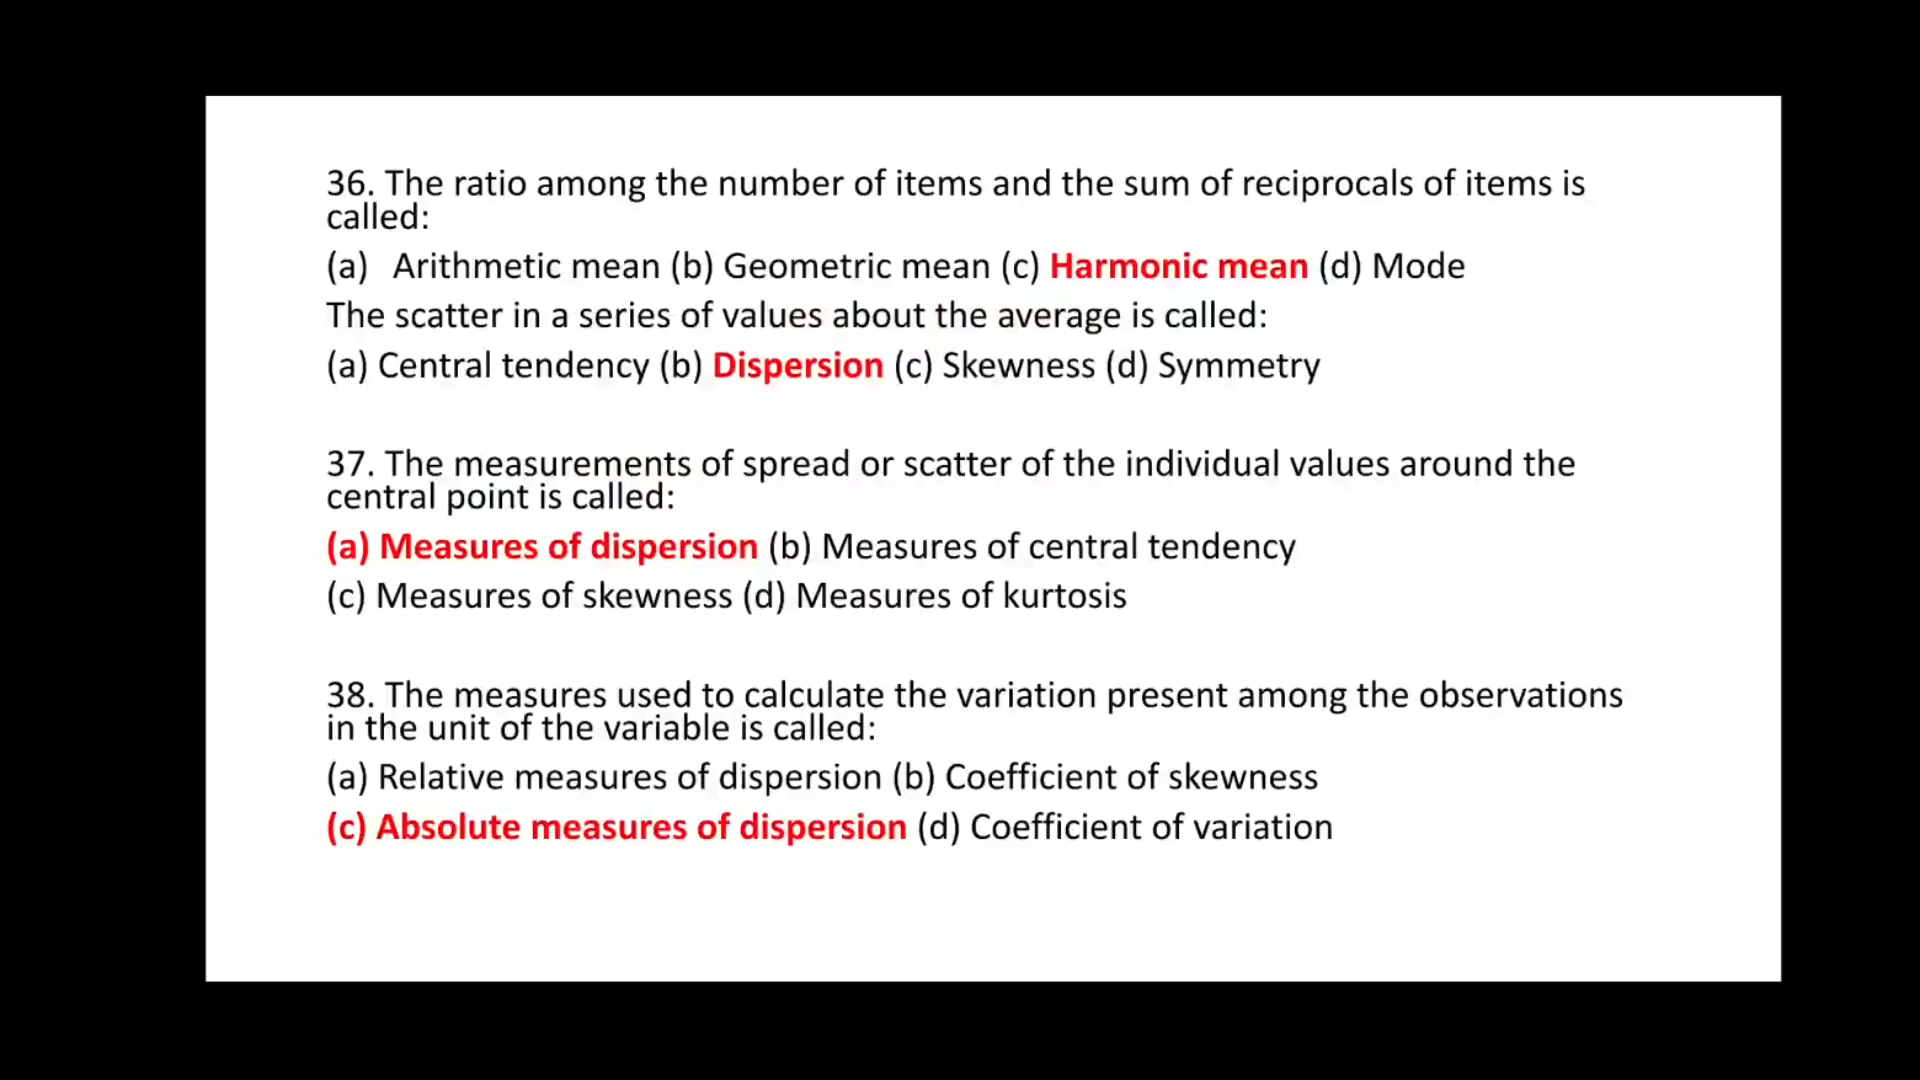 36. The ratio among the number of items and the sum of reciprocals of items is
called:
(a) Arithmetic mean (b) Geometric mean (c) Harmonic mean (d) Mode
The scatter in a series of values about the average is called:
(a) Central tendency (b) Dispersion (c) Skewness (d) Symmetry
37. The measurements of spread or scatter of the individual values around the
central point is called:
(a) Measures of dispersion (b) Measures of central tendency
(c) Measures of skewness (d) Measures of kurtosis
38. The measures used to calculate the variation present among the observations
in the unit of the variable is called:
(a) Relative measures of dispersion (b) Coefficient of skewness
(c) Absolute measures of dispersion (d) Coefficient of variation